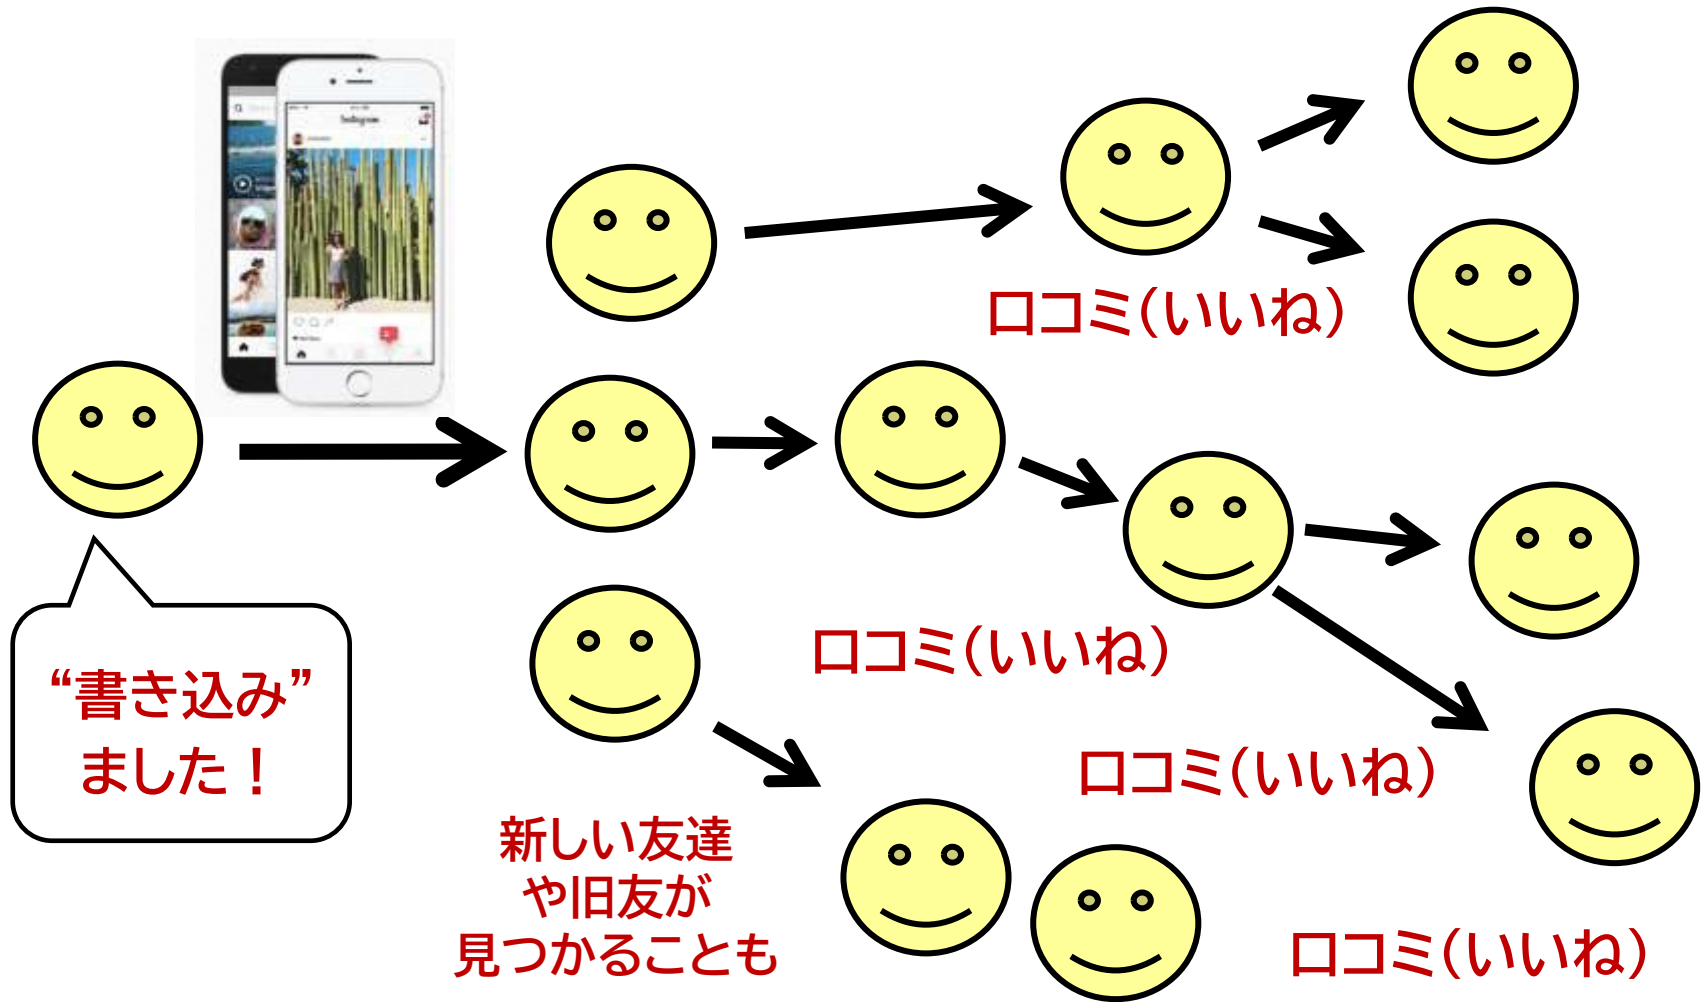 Instagram
口コミ(いいね)
口コミ(いいね)
“書き込み”
ました！
口コミ(いいね)
新しい友達
や旧友が
見つかることも
口コミ(いいね)